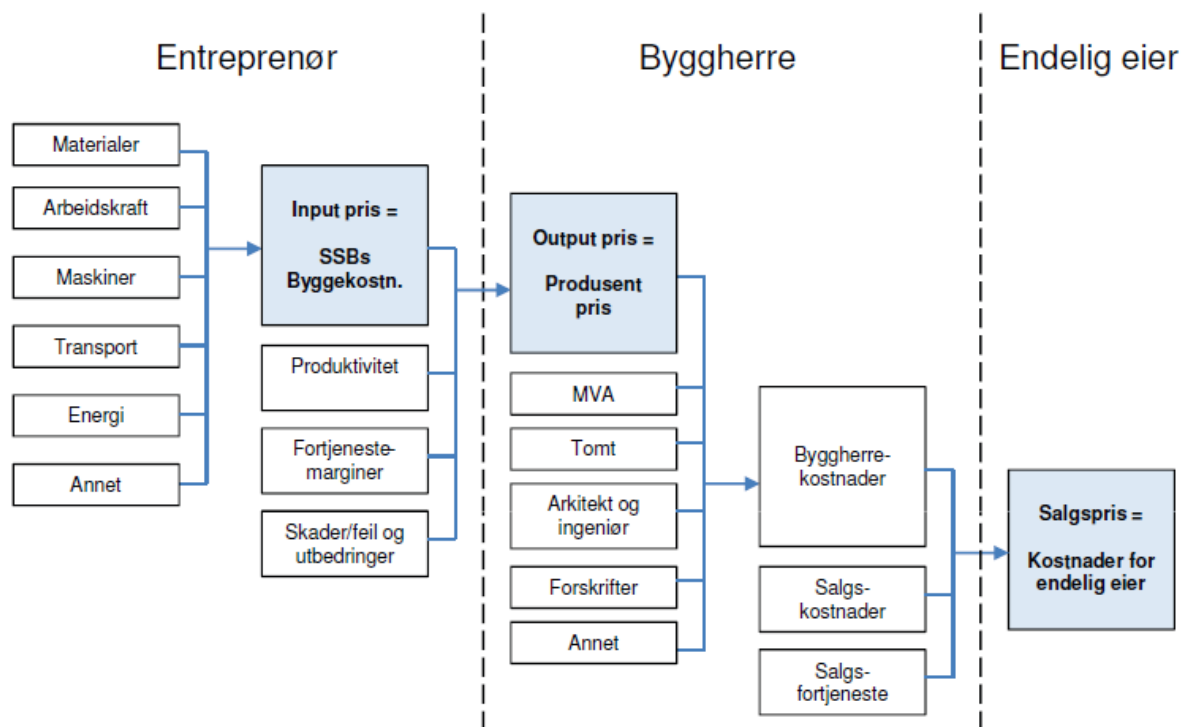 Entreprenør
Byggherre
Endelig eier
Materialer
Arbeidskraft
Maskiner
Transport
Energi
Annet
Input pris =
SSBs
Byggekostn.
Produktivitet
Fortjeneste-
marginer
Skader/feil og
utbedringer
Output pris =
Produsent
pris
MVA
Tomt
Arkitekt og
ingeniør
Forskrifter
Annet
Byggherre-
kostnader
Salgs-
kostnader
Salgs-
fortjeneste
Salgspris =
Kostnader for
endelig eier